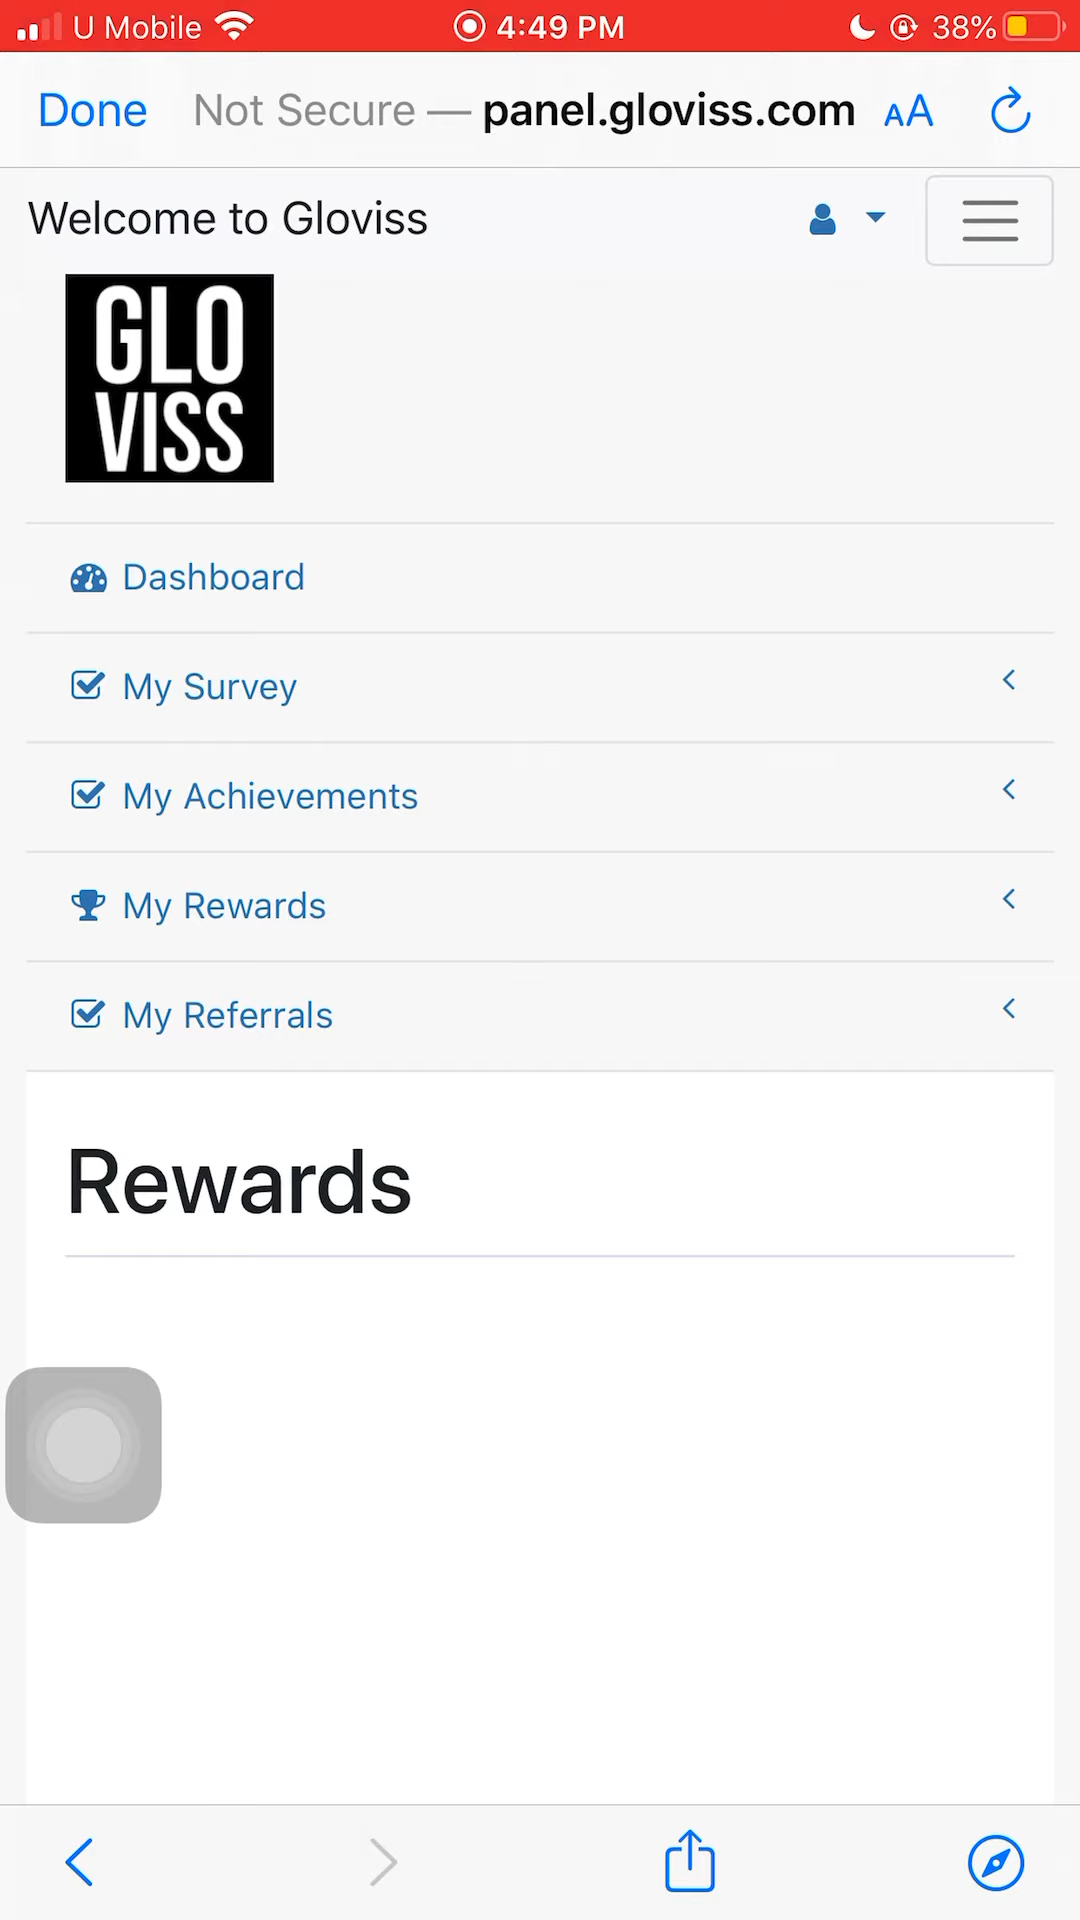 U Mobile 4:49 PM 38%
Done Not Secure — panel.gloviss.com AA
Welcome to Gloviss
GLO
VISS
Dashboard
My Survey
My Achievements
My Rewards
My Referrals
Rewards